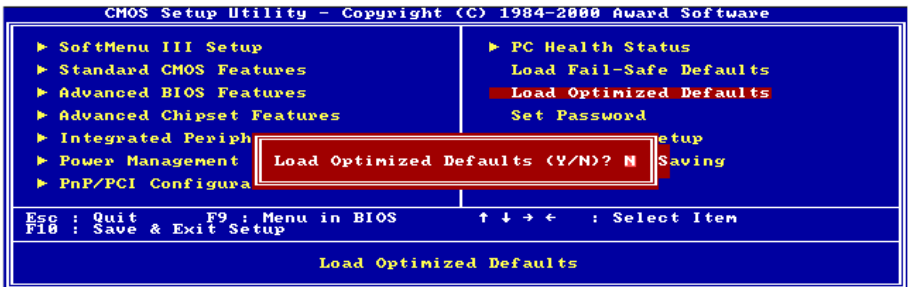 CMOS Setup Utility - Copyright (C) 1984-2000 Award Software
► SoftMenu III Setup
► Standard CMOS Features
► Advanced BIOS Features
► Advanced Chipset Features
► Integrated Periph
► Power Management
► PnP/PCI Configura
► PC Health Status
Load Fail-Safe Defaults
Load Optimized Defaults
Set Password
etup
Saving
Load Optimized Defaults (Y/N)? N
Esc : Quit F9 : Menu in BIOS ↑ ↓ → ← : Select Item
F10 : Save & Exit Setup
Load Optimized Defaults